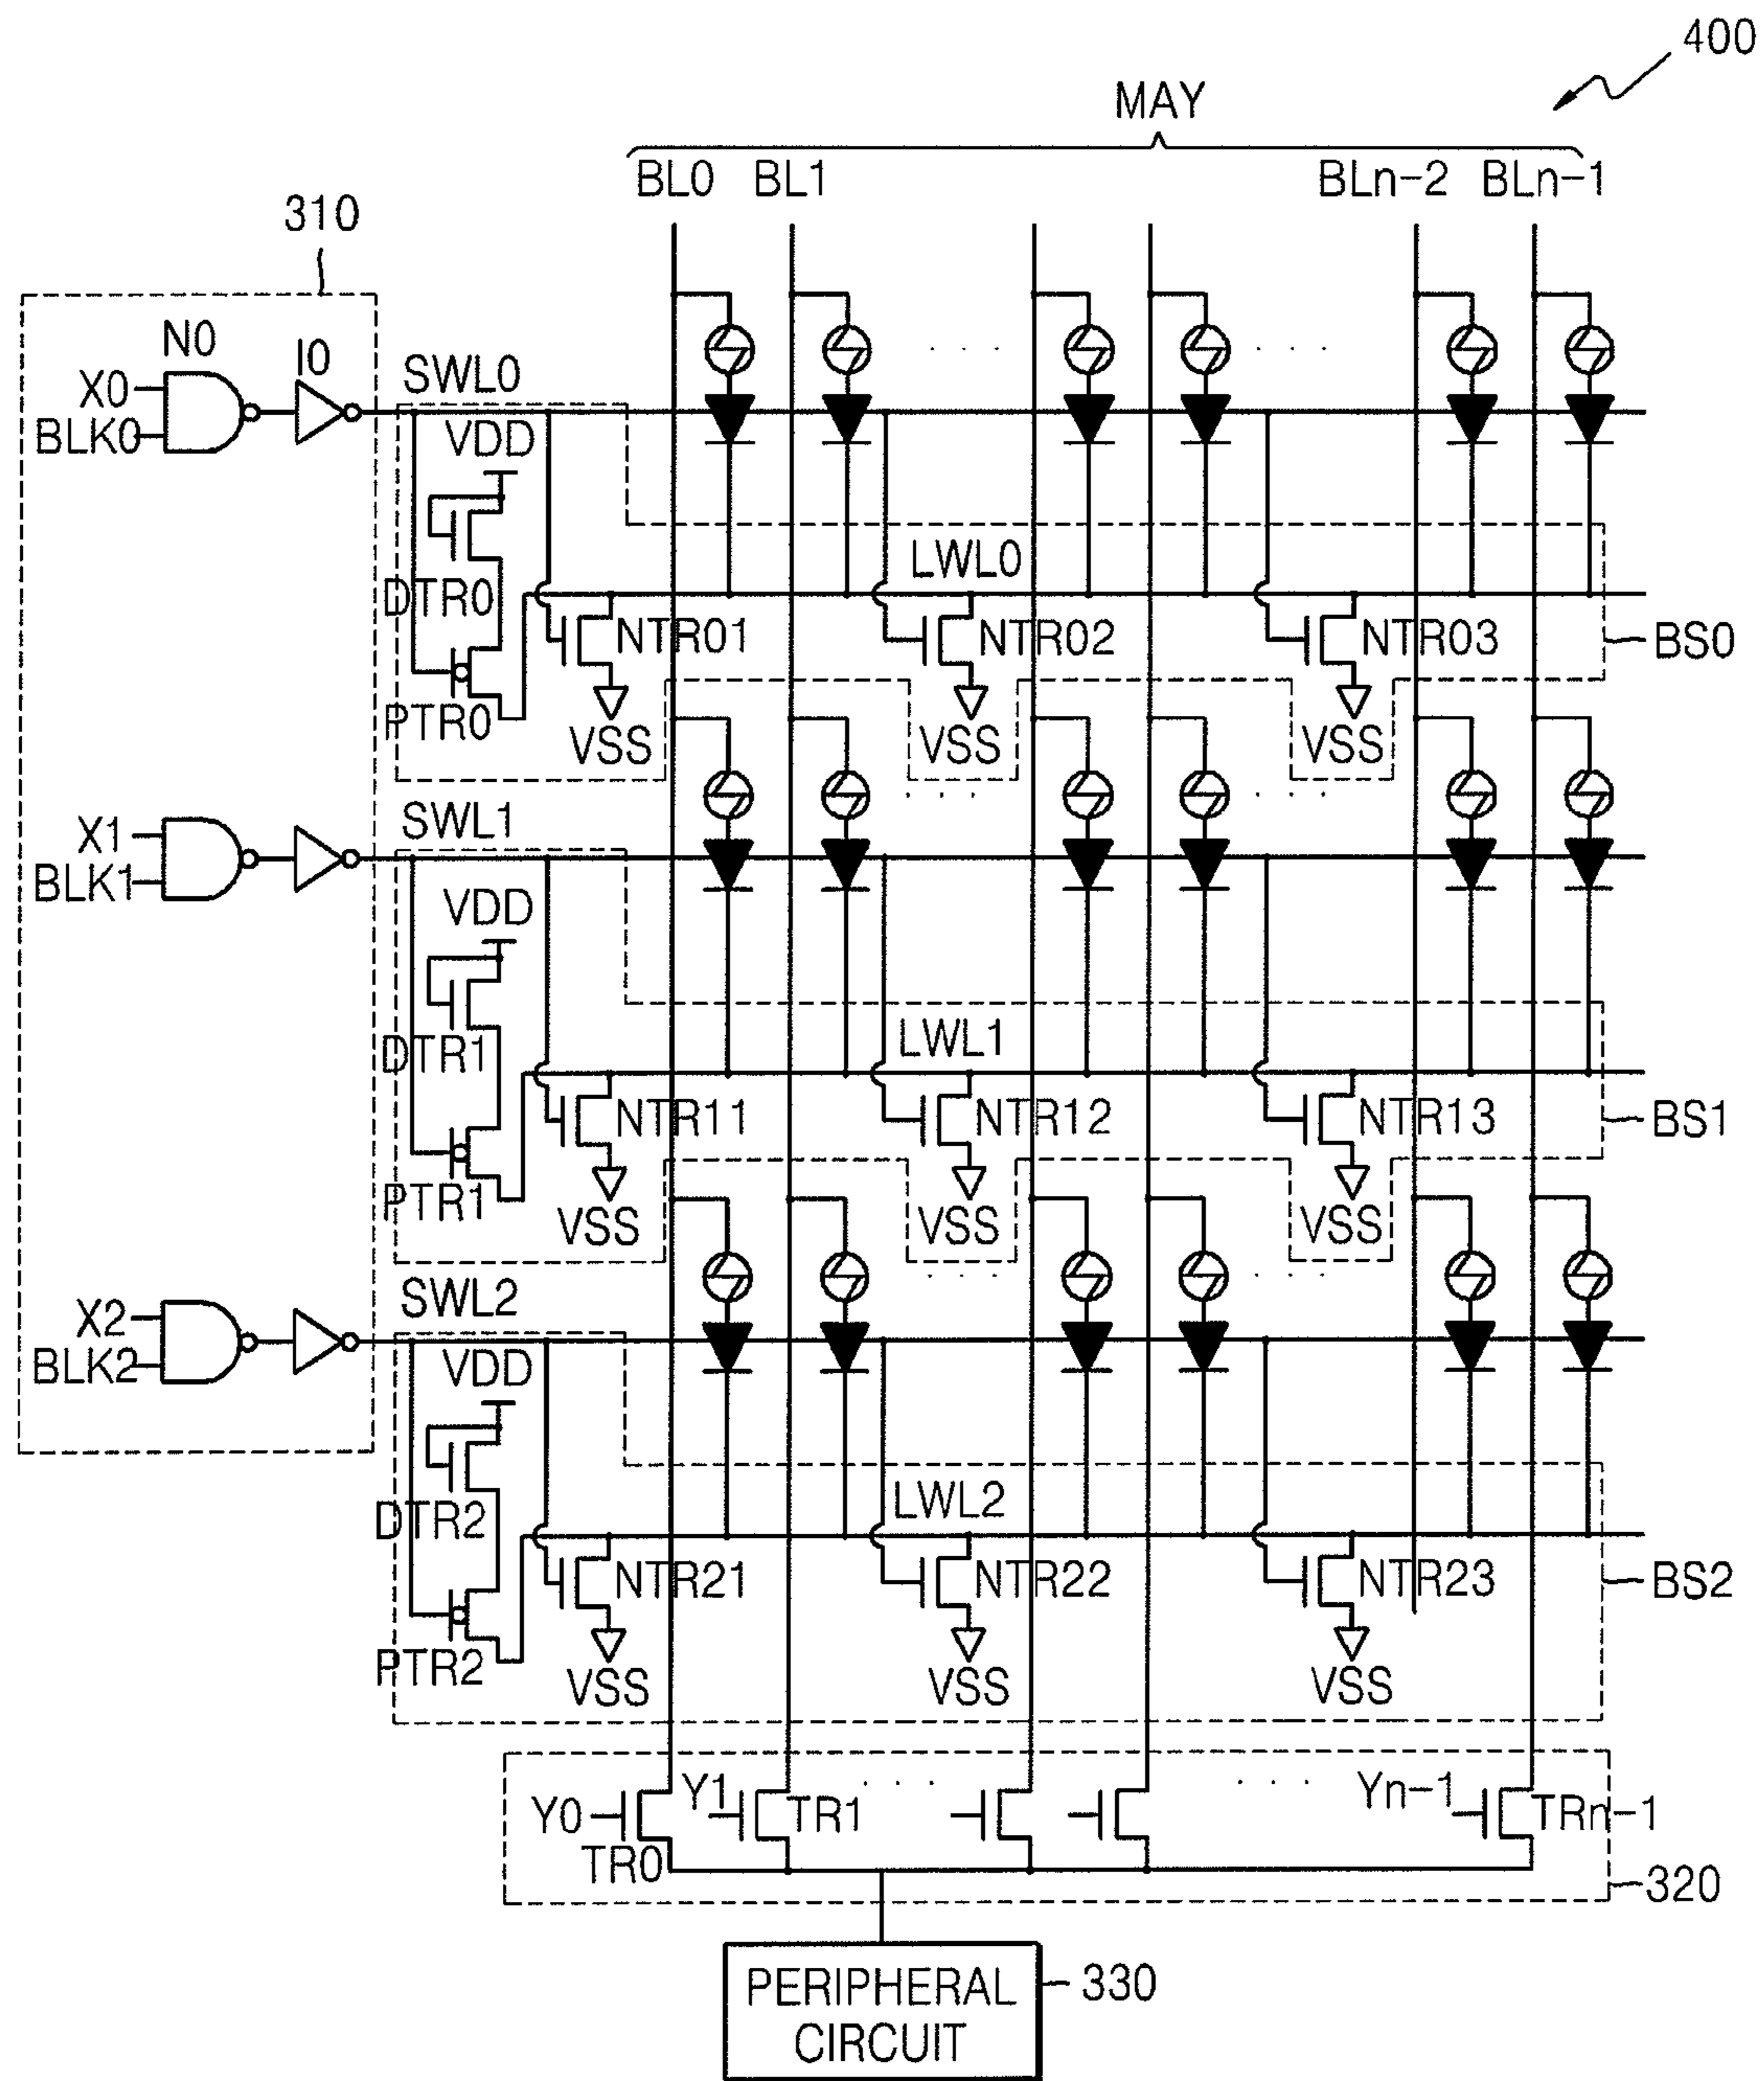 400
MAY
BL0 BL1 BLn-2 BLn-1
310
N0
I0
X0
BLK0
SWL0
VDD
DTR0
LWL0
NTR01 NTR02 NTR03
BS0
PTR0
VSS VSS VSS
X1
BLK1
SWL1
VDD
DTR1
LWL1
NTR11 NTR12 NTR13
BS1
PTR1
VSS VSS VSS
X2
BLK2
SWL2
VDD
DTR2
LWL2
NTR21 NTR22 NTR23
BS2
PTR2
VSS VSS VSS
Y0 Y1 TR1 Yn-1 TRn-1
TR0
320
PERIPHERAL
CIRCUIT
330